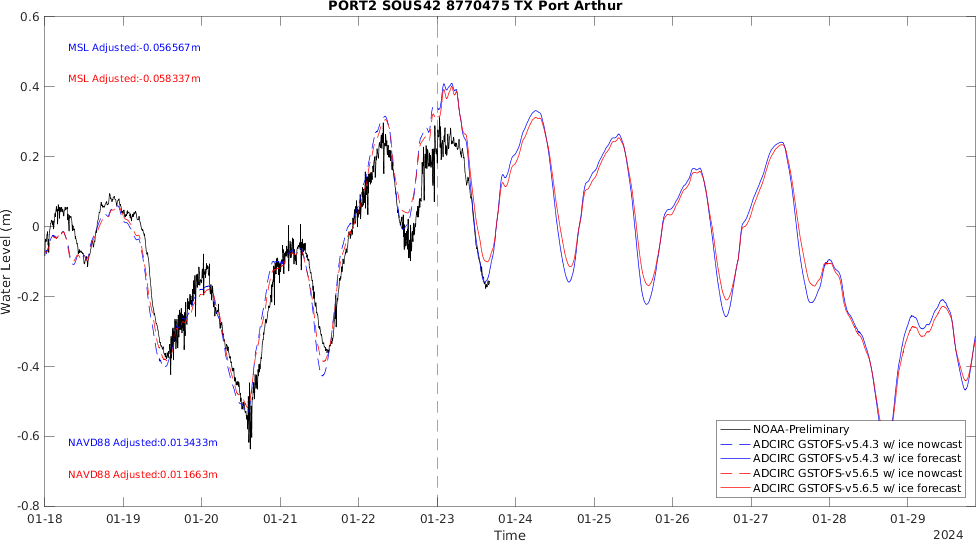 PORT2 SOUS42 8770475 TX Port Arthur
0.6
0.4
0.2
0
-0.2
-0.4
-0.6
-0.8
Water Level (m)
MSL Adjusted:-0.056567m
MSL Adjusted:-0.058337m
NAVD88 Adjusted:0.013433m
NAVD88 Adjusted:0.011663m
NOAA-Preliminary
ADCIRC GSTOFS-v5.4.3 w/ ice nowcast
ADCIRC GSTOFS-v5.4.3 w/ ice forecast
ADCIRC GSTOFS-v5.6.5 w/ ice nowcast
ADCIRC GSTOFS-v5.6.5 w/ ice forecast
01-18 01-19 01-20 01-21 01-22 01-23 01-24 01-25 01-26 01-27 01-28 01-29
Time
2024